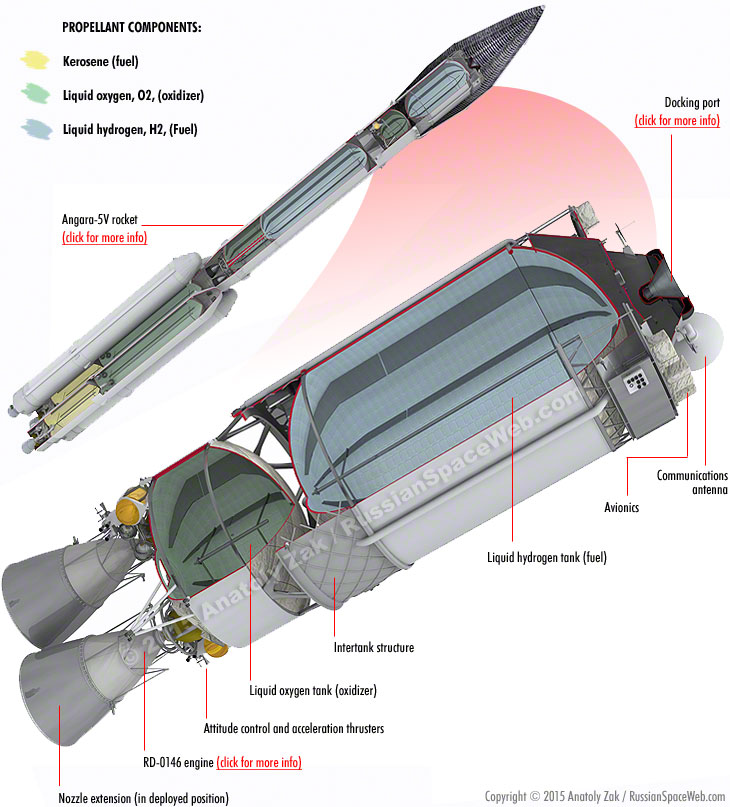 PROPELLANT COMPONENTS:
Kerosene (fuel)
Liquid oxygen, O2, (oxidizer)
Liquid hydrogen, H2, (Fuel)
Docking port
(click for more info)
Angara-5V rocket
(click for more info)
Communications
antenna
Avionics
Liquid hydrogen tank (fuel)
Intertank structure
Liquid oxygen tank (oxidizer)
Attitude control and acceleration thrusters
RD-0146 engine (click for more info)
Nozzle extension (in deployed position)
© 2015 Anatoly Zak / RussianSpaceWeb.com
Copyright © 2015 Anatoly Zak / RussianSpaceWeb.com